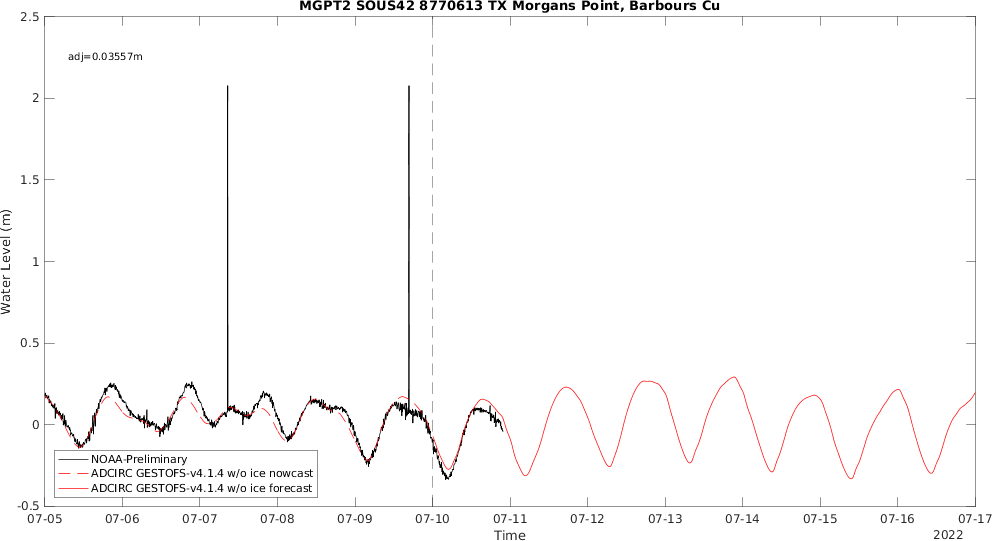 MGPT2 SOUS42 8770613 TX Morgans Point, Barbours Cu
adj=0.03557m
2.5
2
1.5
1
0.5
0
-0.5
Water Level (m)
NOAA-Preliminary
ADCIRC GESTOFS-v4.1.4 w/o ice nowcast
ADCIRC GESTOFS-v4.1.4 w/o ice forecast
07-05 07-06 07-07 07-08 07-09 07-10 07-11 07-12 07-13 07-14 07-15 07-16 07-17
Time
2022